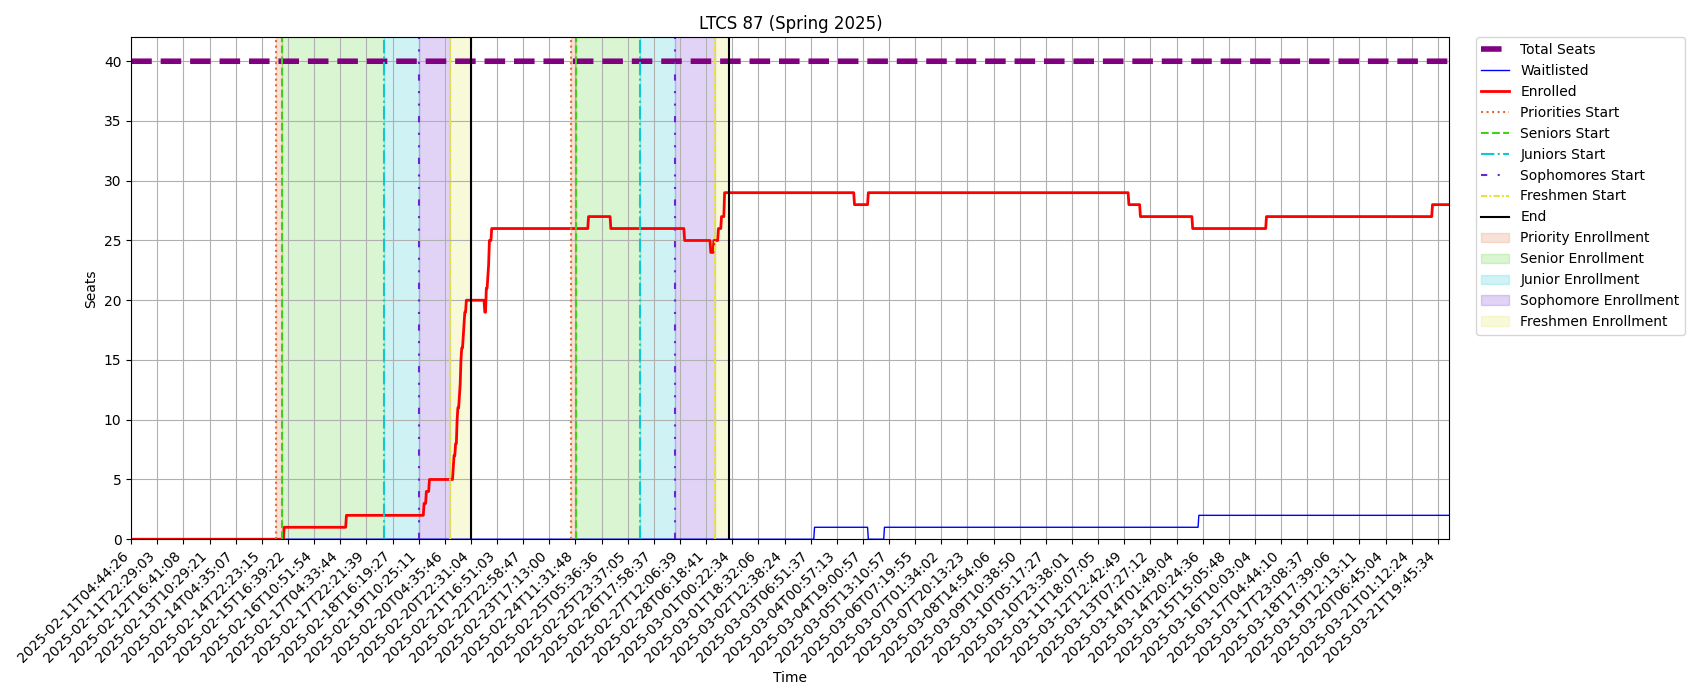 LTCS 87 (Spring 2025)
Seats
40
35
30
25
20
15
10
5
0
2025-02-11T04:44:26
2025-02-11T22:29:03
2025-02-12T16:41:08
2025-02-13T10:29:21
2025-02-14T04:35:07
2025-02-14T22:23:15
2025-02-15T16:39:22
2025-02-16T10:51:54
2025-02-17T04:33:44
2025-02-17T22:21:39
2025-02-18T16:19:27
2025-02-19T10:25:11
2025-02-20T04:35:46
2025-02-20T22:31:04
2025-02-21T16:51:03
2025-02-22T22:58:47
2025-02-23T17:13:00
2025-02-24T11:31:48
2025-02-25T05:36:36
2025-02-25T23:37:05
2025-02-26T17:58:37
2025-02-27T12:06:39
2025-02-28T06:18:41
2025-03-01T00:22:34
2025-03-01T18:32:06
2025-03-02T12:38:24
2025-03-03T06:51:37
2025-03-04T00:57:13
2025-03-04T19:00:57
2025-03-05T13:10:57
2025-03-06T07:19:55
2025-03-07T01:34:02
2025-03-07T20:13:23
2025-03-08T14:54:06
2025-03-09T10:38:50
2025-03-10T05:17:27
2025-03-10T23:38:01
2025-03-11T18:07:05
2025-03-12T12:42:49
2025-03-13T07:27:12
2025-03-14T01:49:04
2025-03-14T20:24:36
2025-03-15T15:05:48
2025-03-16T10:03:04
2025-03-17T04:44:10
2025-03-17T23:08:37
2025-03-18T17:39:06
2025-03-19T12:13:11
2025-03-20T06:45:04
2025-03-21T01:12:24
2025-03-21T19:45:34
Time
Total Seats
Waitlisted
Enrolled
Priorities Start
Seniors Start
Juniors Start
Sophomores Start
Freshmen Start
End
Priority Enrollment
Senior Enrollment
Junior Enrollment
Sophomore Enrollment
Freshmen Enrollment